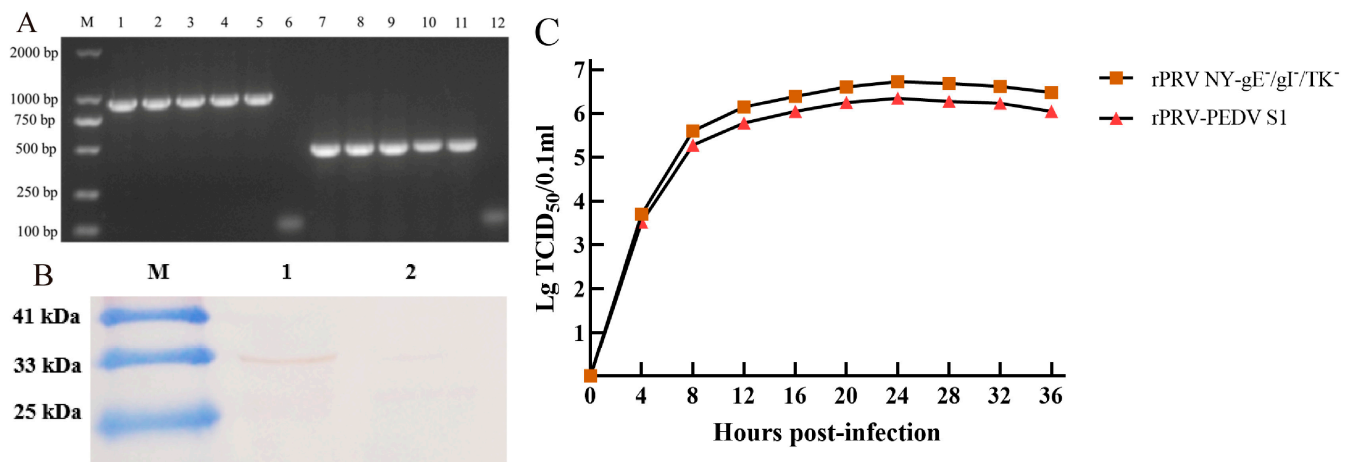 A
M 1 2 3 4 5 6 7 8 9 10 11 12
2000 bp
1000 bp
750 bp
500 bp
250 bp
100 bp
B
M 1 2
41 kDa
33 kDa
25 kDa
C
7
6
5
4
3
2
1
Lg TCID50/0.1ml
0 4 8 12 16 20 24 28 32 36
Hours post-infection
rPRV NY-gE⁻/gI⁻/TK⁻
rPRV-PEDV S1